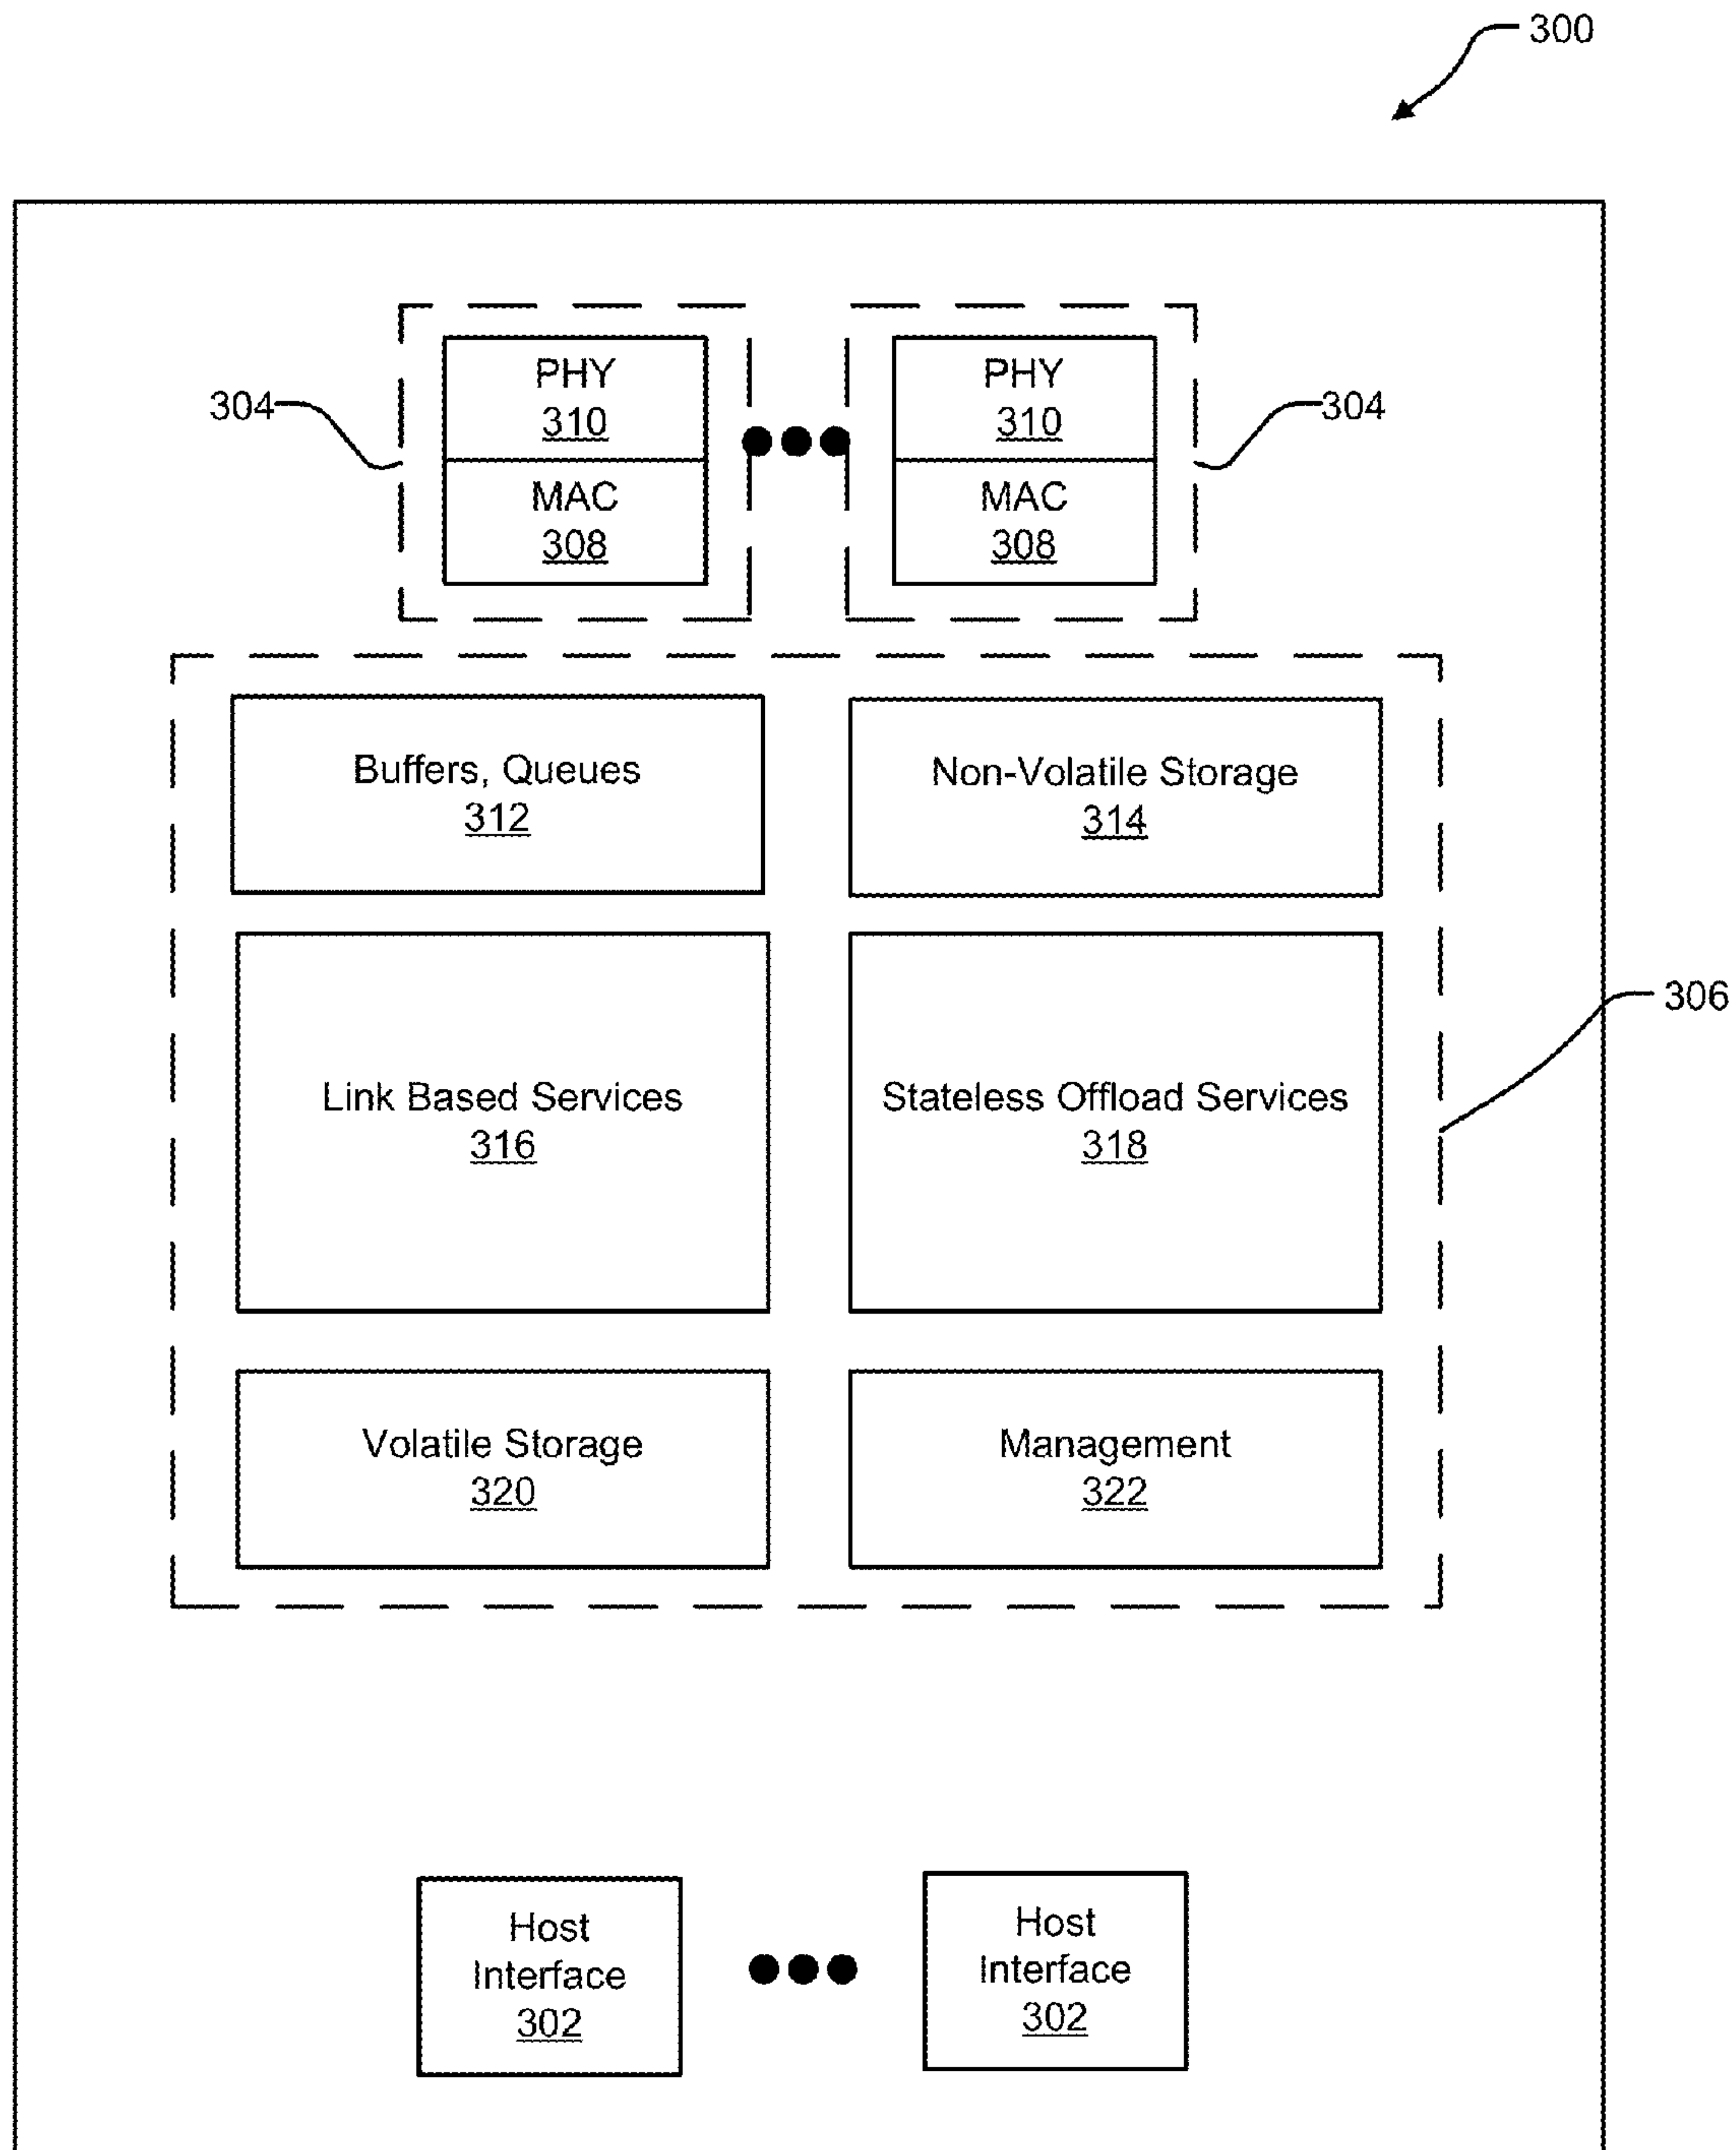 300
PHY
310
MAC
308
PHY
310
MAC
308
304
304
Buffers, Queues
312
Non-Volatile Storage
314
306
Link Based Services
316
Stateless Offload Services
318
Volatile Storage
320
Management
322
Host
Interface
302
Host
Interface
302